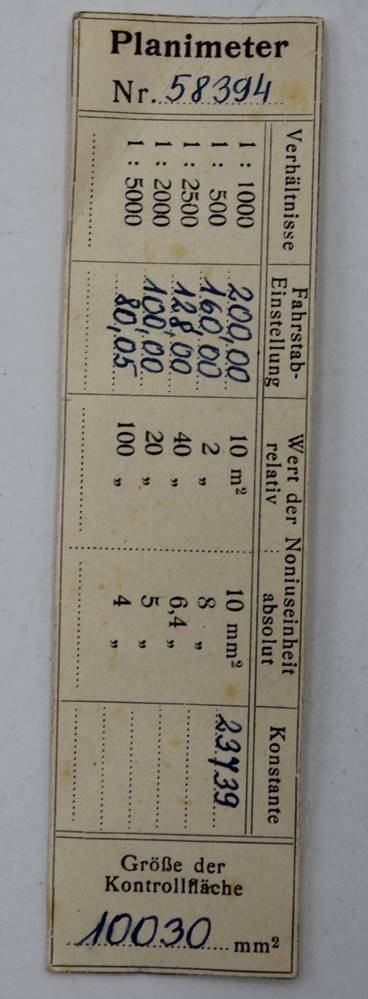 Planimeter
Nr. 58394
Verhältnisse Fahrstab-Einstellung Wert der Noniuseinheit relativ absolut Konstante
1 : 1000 200,00 10 m² 10 mm² 23739
1 : 500 160,00 2 „ 8 „
1 : 2500 128,00 40 „ 6,4 „
1 : 2000 100,00 20 „ 5 „
1 : 5000 80,05 100 „ 4 „
Größe der
Kontrollfläche
10030 mm²